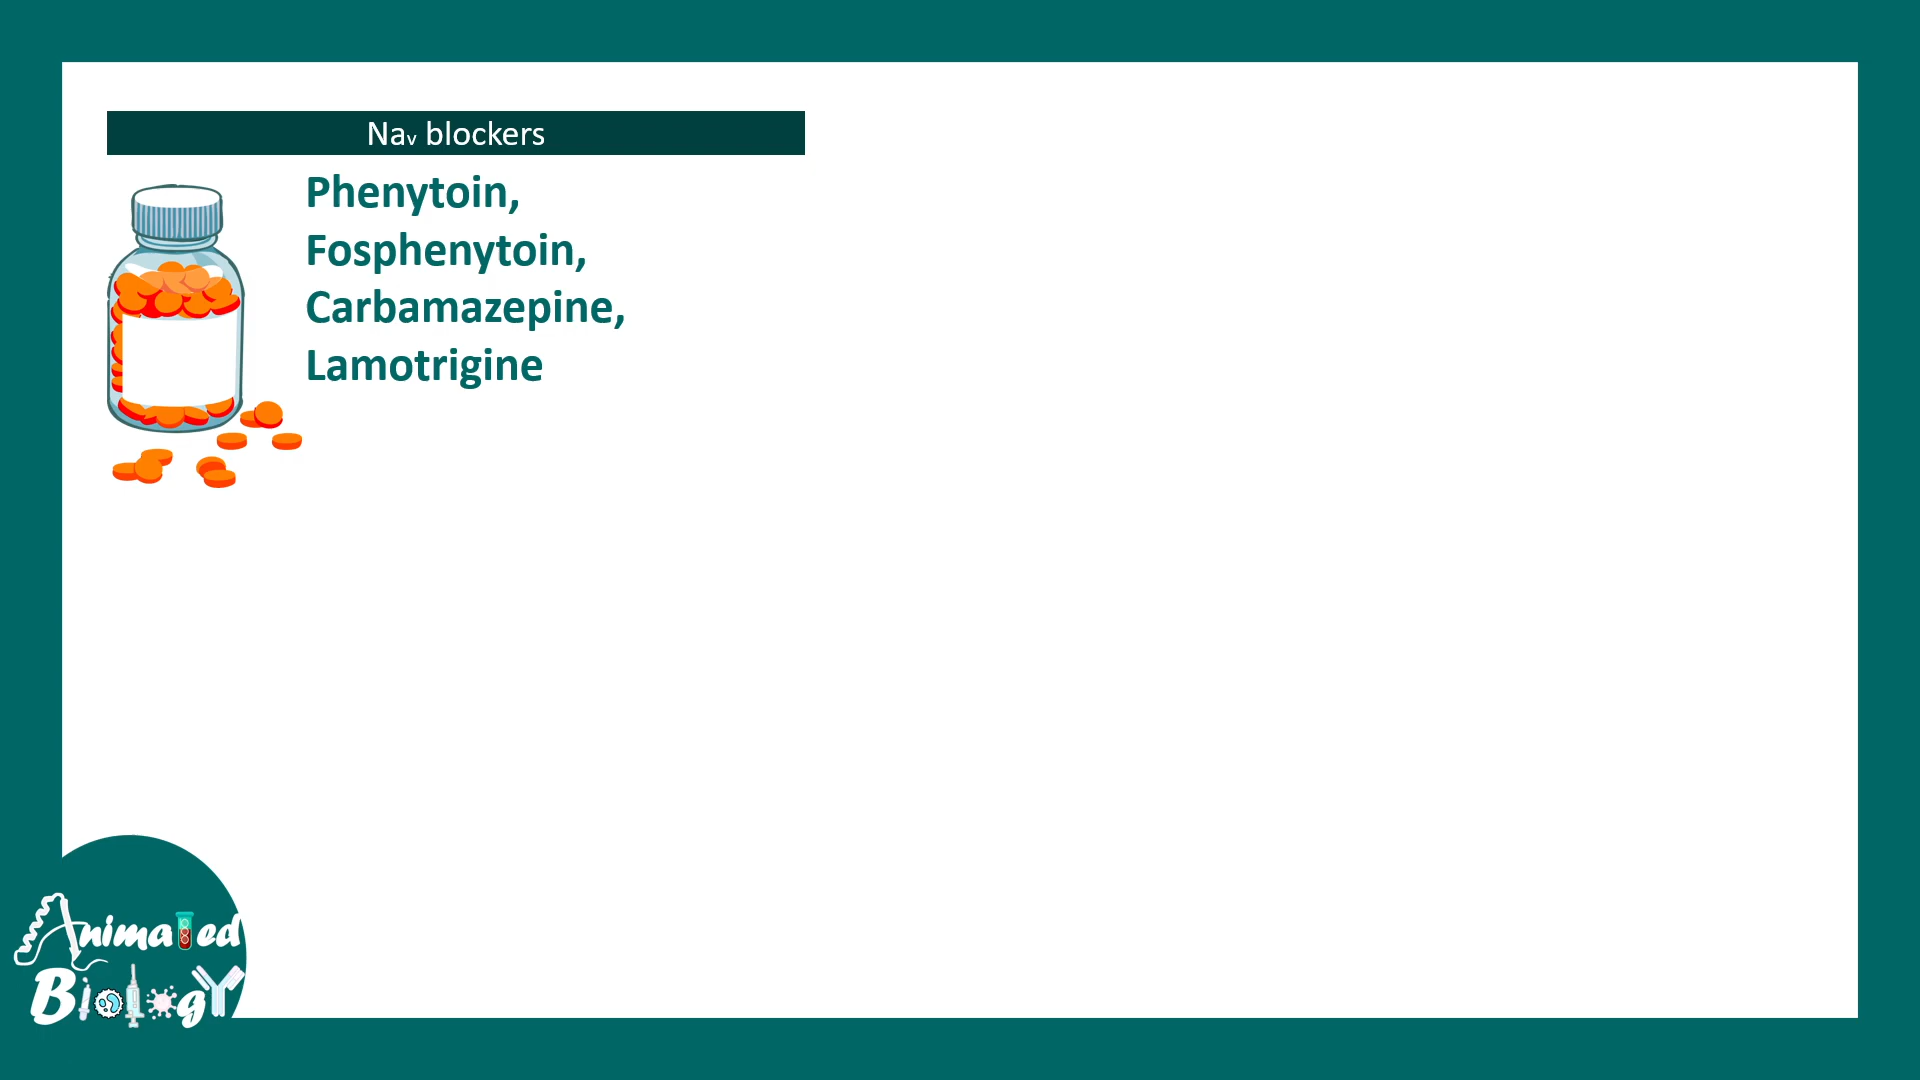 Nav blockers
Phenytoin,
Fosphenytoin,
Carbamazepine,
Lamotrigine
Animated
BiologY